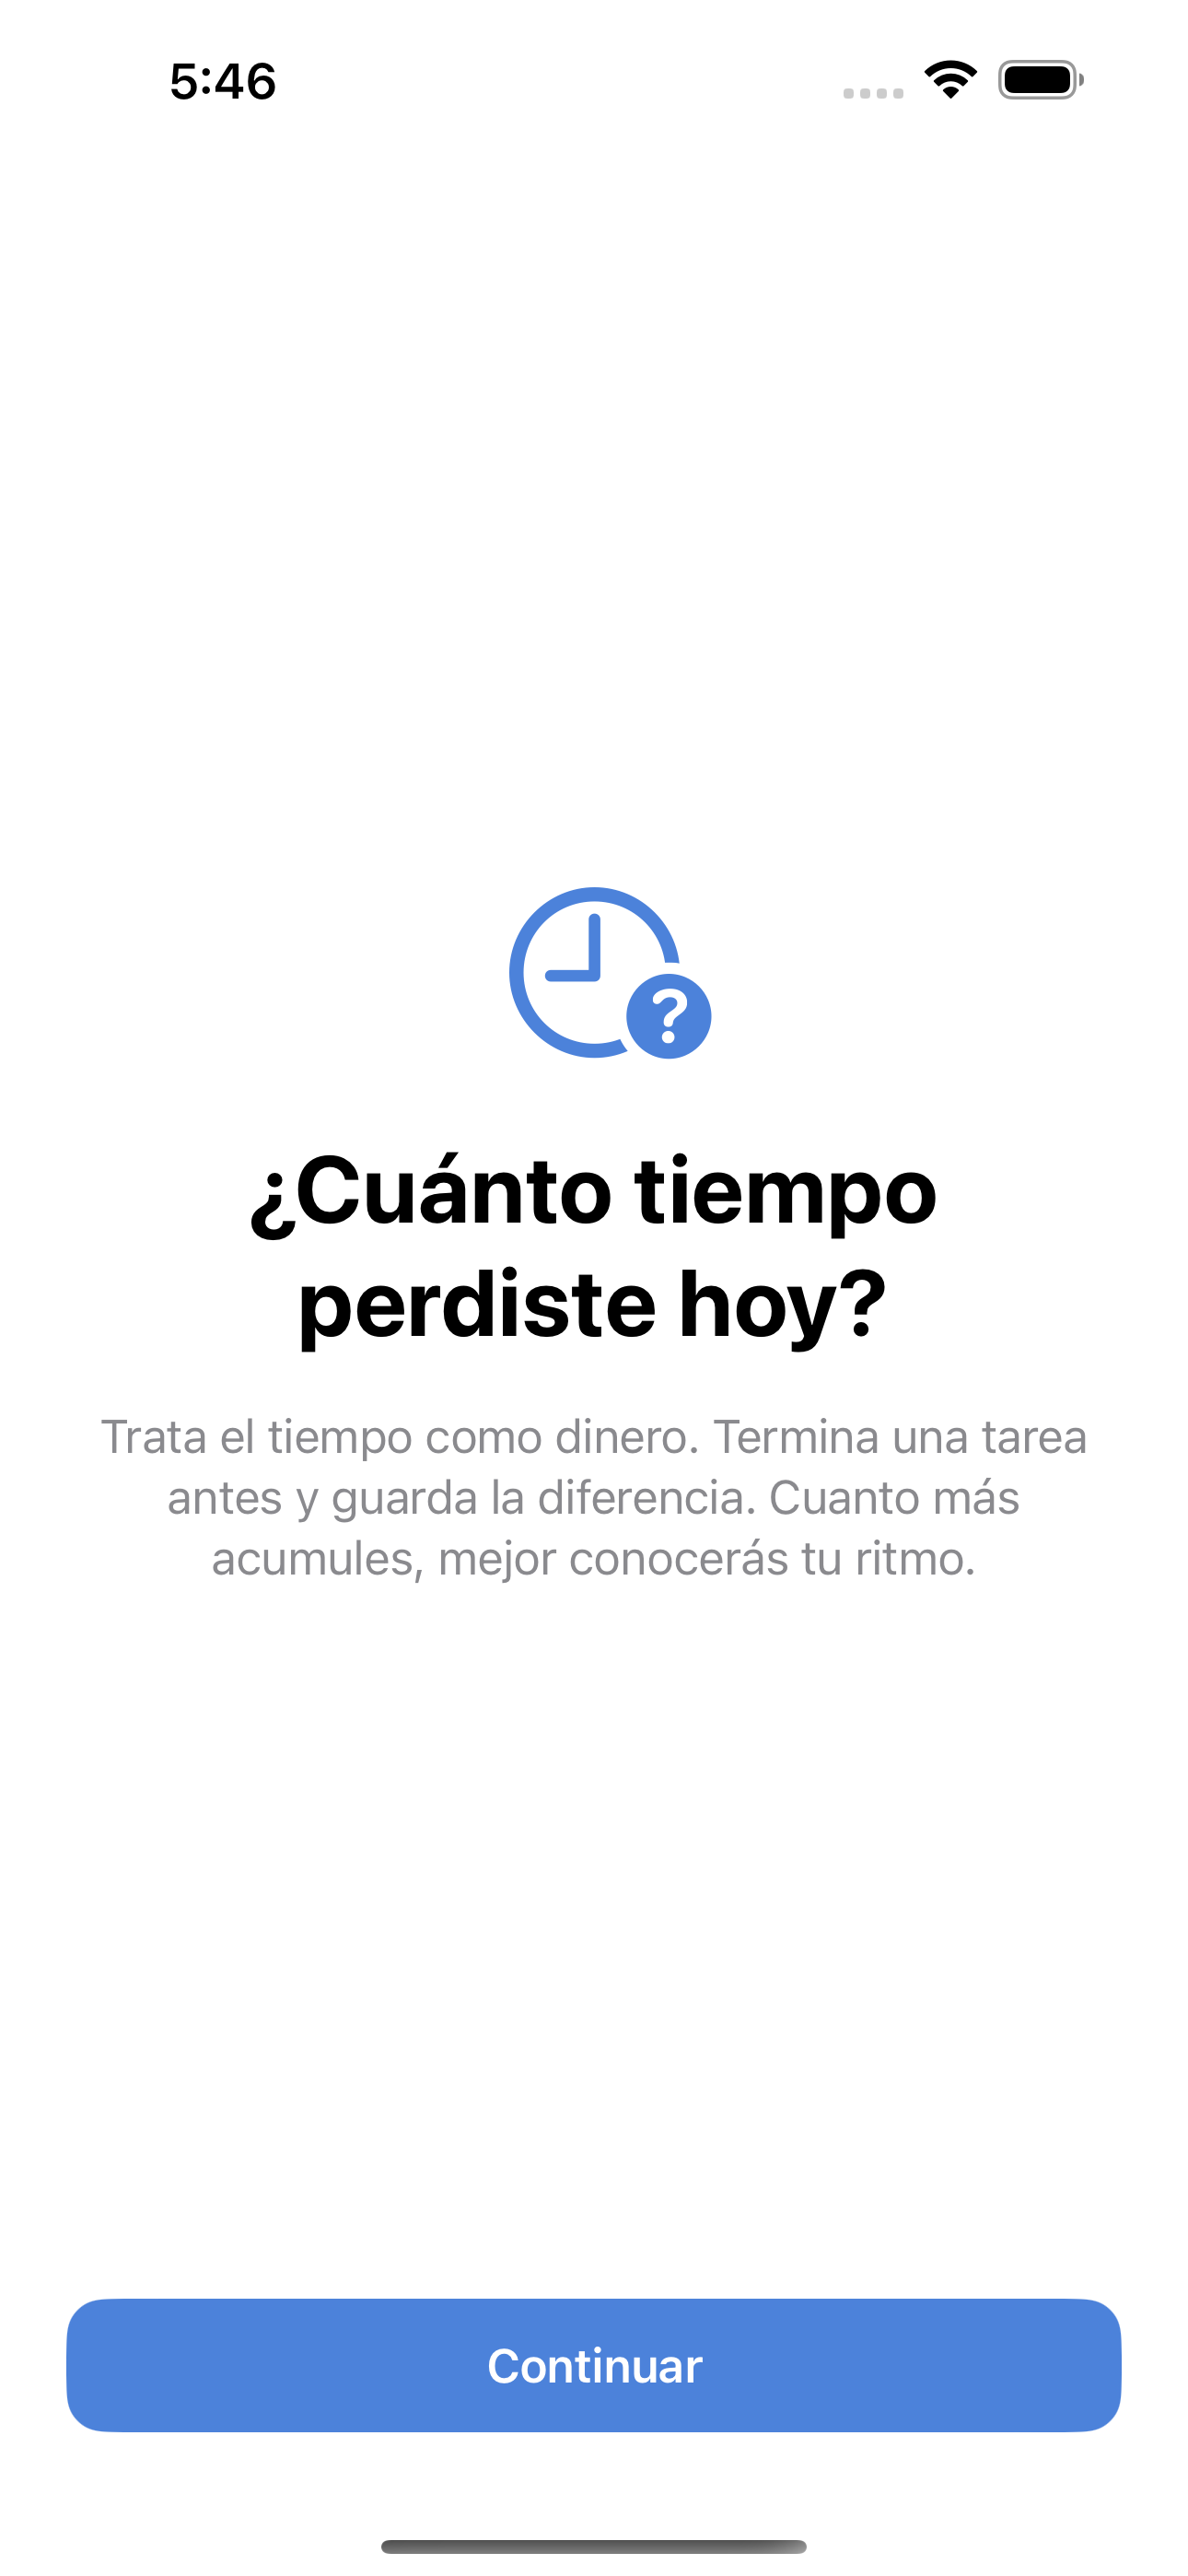 5:46
¿Cuánto tiempo
perdiste hoy?
Trata el tiempo como dinero. Termina una tarea
antes y guarda la diferencia. Cuanto más
acumules, mejor conocerás tu ritmo.
Continuar